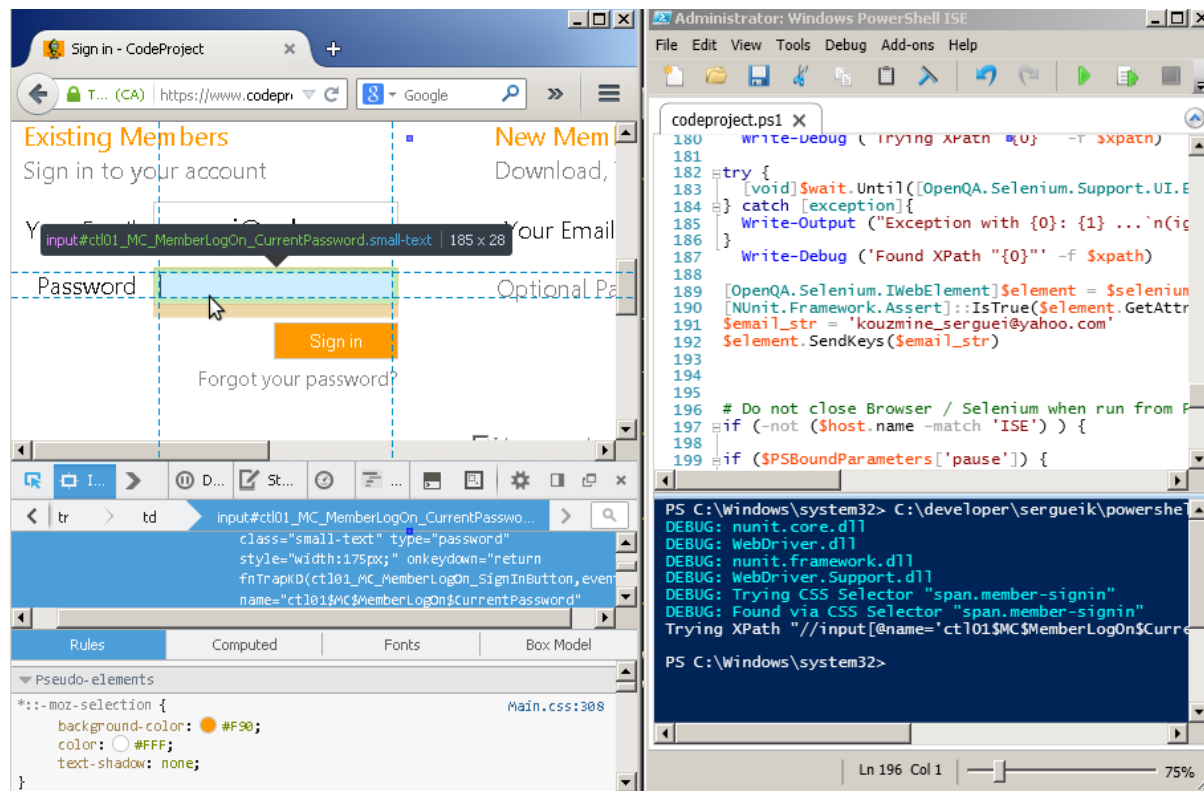 Sign in - CodeProject
T... (CA) https://www.codepr Google
Existing Members
New Mem
Sign in to your account
Download,
Your Email
input#ctl01_MC_MemberLogOn_CurrentPassword.small-text 185 x 28
Password
Optional Pa
Sign in
Forgot your password?
I... D... St... ...
tr td input#ctl01_MC_MemberLogOn_CurrentPasswo...
class="small-text" type="password"
style="width:175px;" onkeydown="return
fnTrapKD(ctl01_MC_MemberLogOn_SignInButton,even
name="ctl01$MC$MemberLogOn$CurrentPassword"
Rules Computed Fonts Box Model
Pseudo-elements
*::-moz-selection { Main.css:308
background-color: #F90;
color: #FFF;
text-shadow: none;
}
Administrator: Windows PowerShell ISE
File Edit View Tools Debug Add-ons Help
codeproject.ps1
180 Write-Debug ( Trying XPath "{0} -f $xpath)
181
182 try {
183 [void]$wait.Until([OpenQA.Selenium.Support.UI.E
184 } catch [exception]{
185 Write-Output ("Exception with {0}: {1} ...`n(ig
186 }
187 Write-Debug ('Found XPath "{0}"' -f $xpath)
188
189 [OpenQA.Selenium.IWebElement]$element = $selenium
190 [NUnit.Framework.Assert]::IsTrue($element.GetAttr
191 $email_str = 'kouzmine_serguei@yahoo.com'
192 $element.SendKeys($email_str)
193
194
195
196 # Do not close Browser / Selenium when run from P
197 if (-not ($host.name -match 'ISE') ) {
198
199 if ($PSBoundParameters['pause']) {
PS C:\Windows\system32> C:\developer\sergueik\powershel
DEBUG: nunit.core.dll
DEBUG: WebDriver.dll
DEBUG: nunit.framework.dll
DEBUG: WebDriver.Support.dll
DEBUG: Trying CSS Selector "span.member-signin"
DEBUG: Found via CSS Selector "span.member-signin"
Trying XPath "//input[@name='ctl01$MC$MemberLogOn$Curre
PS C:\Windows\system32>
Ln 196 Col 1 75%